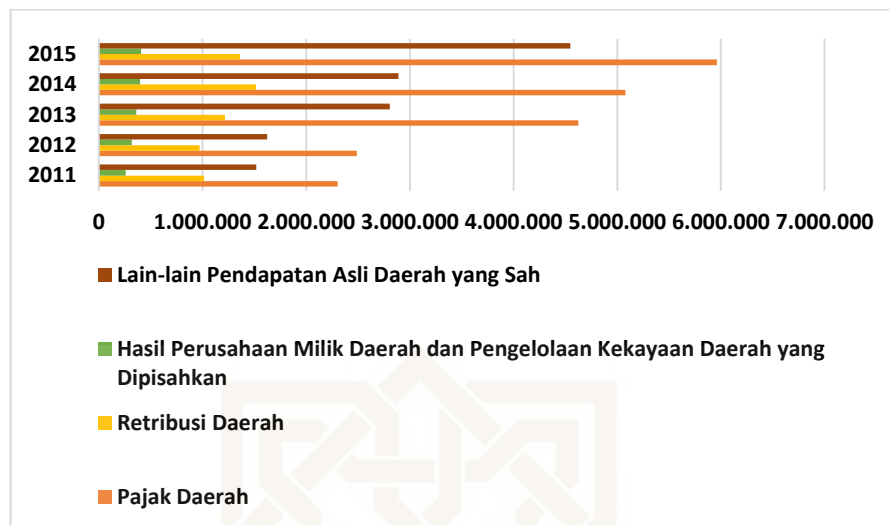 2015
2014
2013
2012
2011
0 1.000.000 2.000.000 3.000.000 4.000.000 5.000.000 6.000.000 7.000.000
Lain-lain Pendapatan Asli Daerah yang Sah
Hasil Perusahaan Milik Daerah dan Pengelolaan Kekayaan Daerah yang
Dipisahkan
Retribusi Daerah
Pajak Daerah